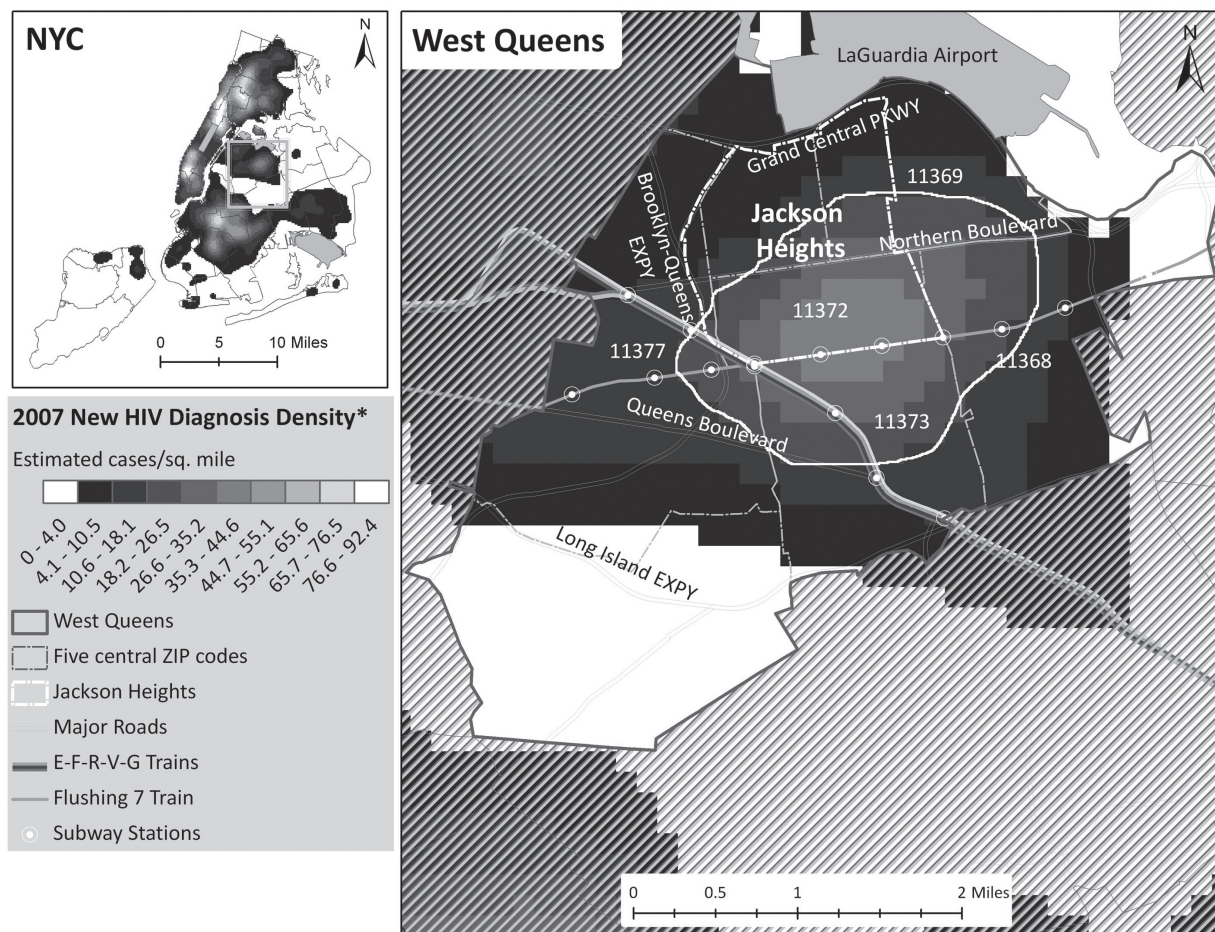 NYC
N
0 5 10 Miles
2007 New HIV Diagnosis Density*
Estimated cases/sq. mile
0 - 4.0
4.1 - 10.5
10.6 - 18.1
18.2 - 26.5
26.6 - 35.2
35.3 - 44.6
44.7 - 55.1
55.2 - 65.6
65.7 - 76.5
76.6 - 92.4
West Queens
Five central ZIP codes
Jackson Heights
Major Roads
E-F-R-V-G Trains
Flushing 7 Train
Subway Stations
West Queens
N
LaGuardia Airport
Grand Central PKWY
Brooklyn-Queens
EXPY
11369
Jackson
Heights
Northern Boulevard
11372
11377
11368
11373
Queens Boulevard
Long Island EXPY
0 0.5 1 2 Miles